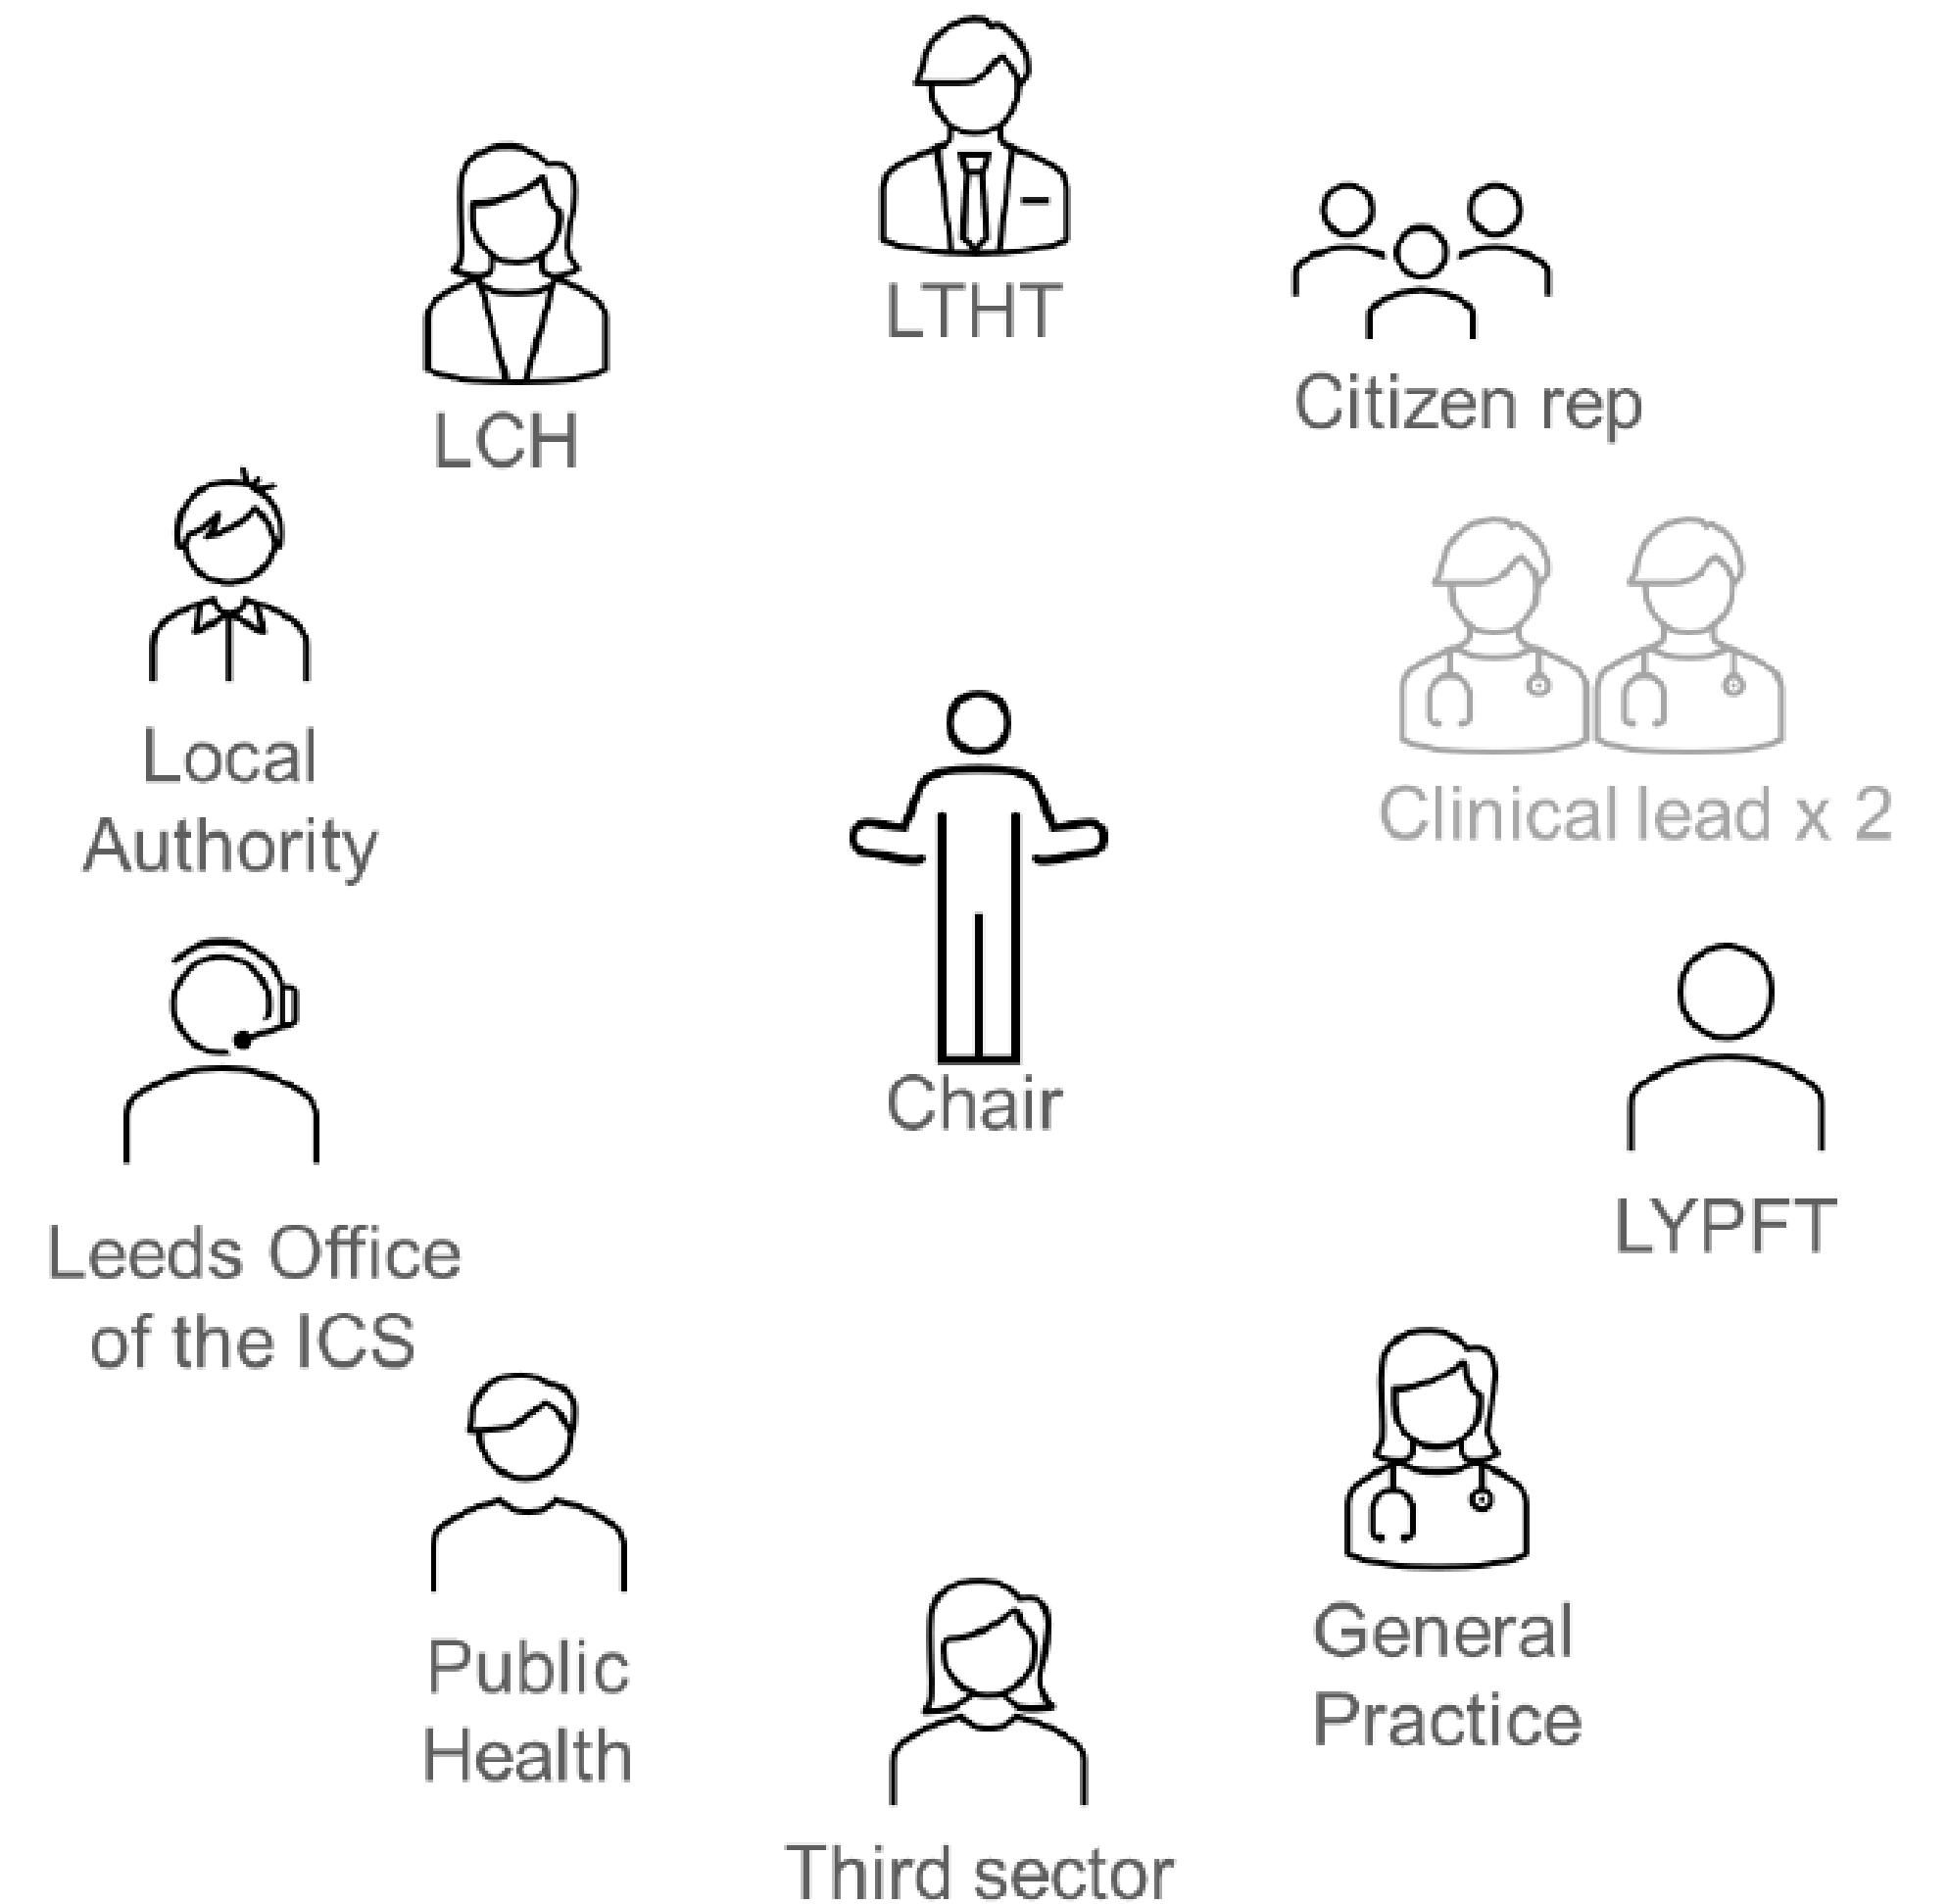 LTHT
Citizen rep
LCH
Clinical lead x 2
Local
Authority
Chair
LYPFT
Leeds Office
of the ICS
General
Practice
Public
Health
Third sector